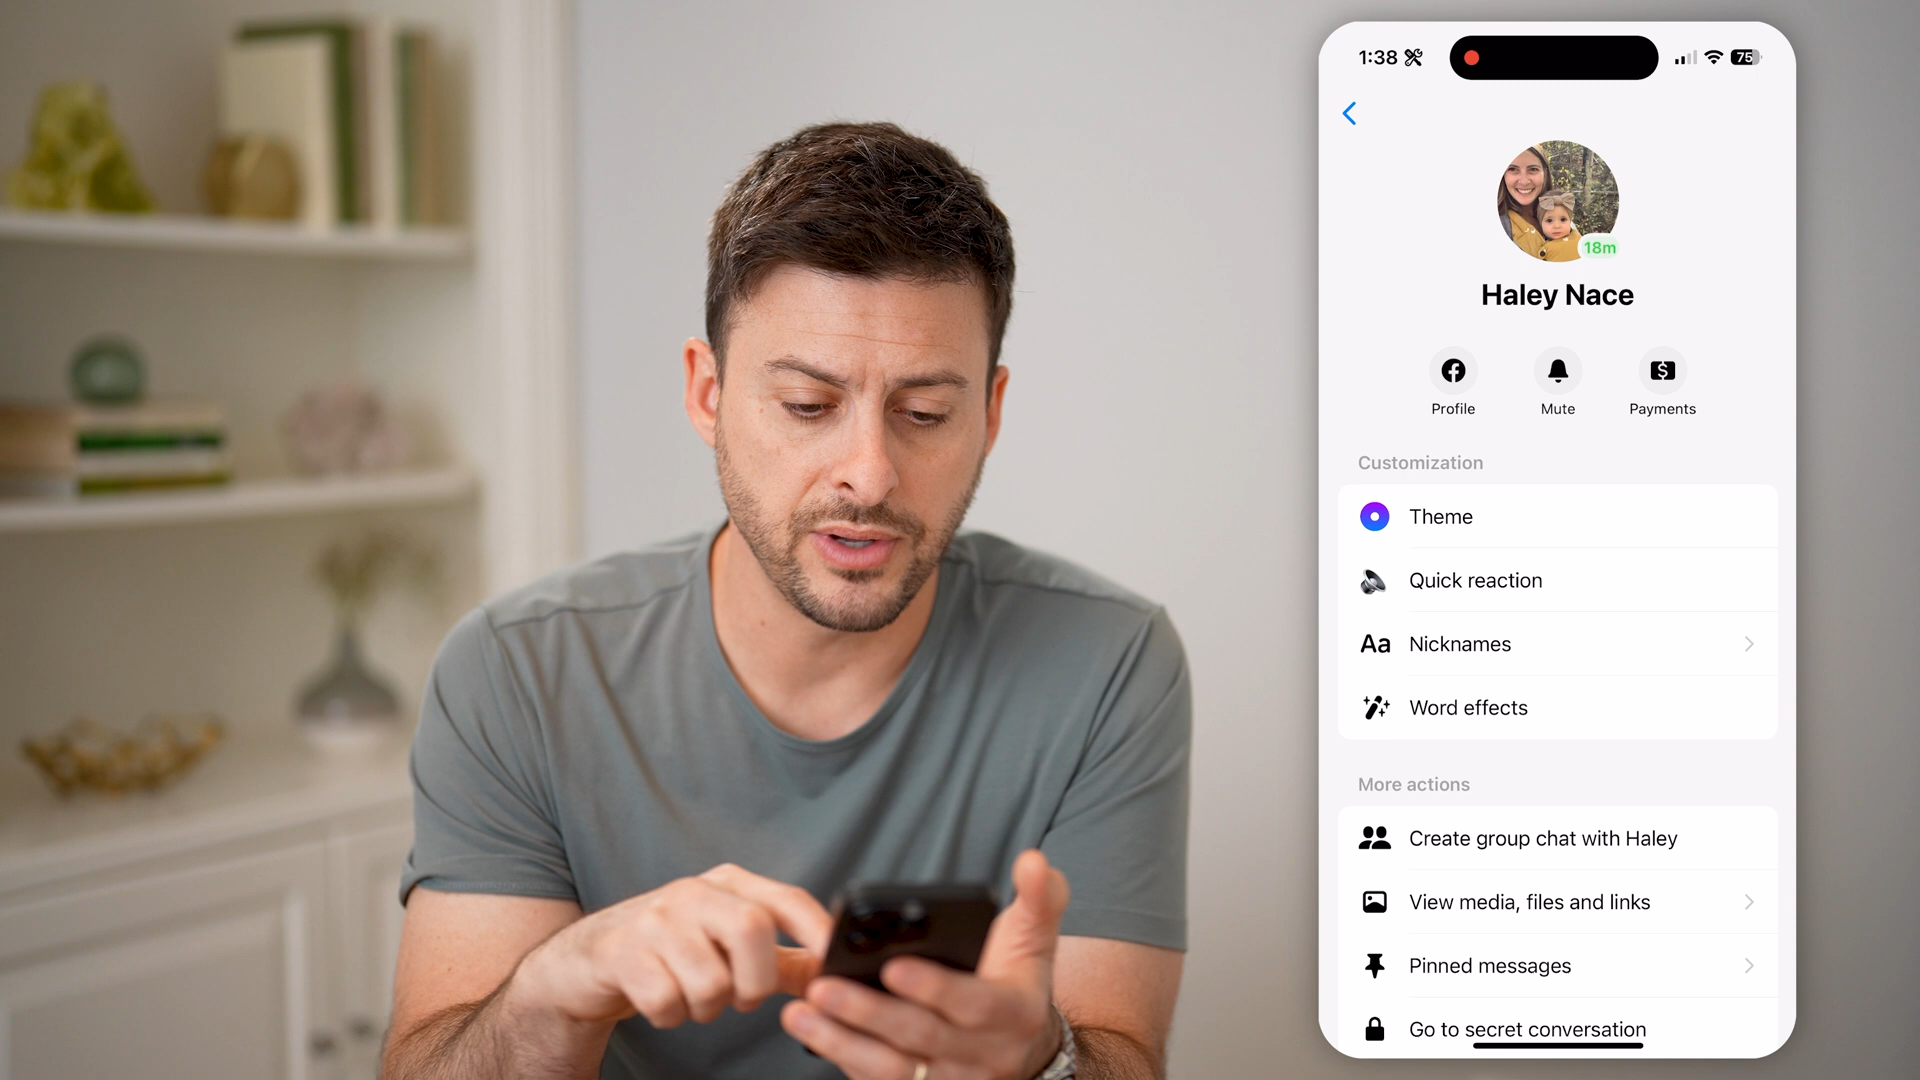 1:38
75
18m
Haley Nace
Profile
Mute
Payments
Customization
Theme
Quick reaction
Aa
Nicknames
Word effects
More actions
Create group chat with Haley
View media, files and links
Pinned messages
Go to secret conversation